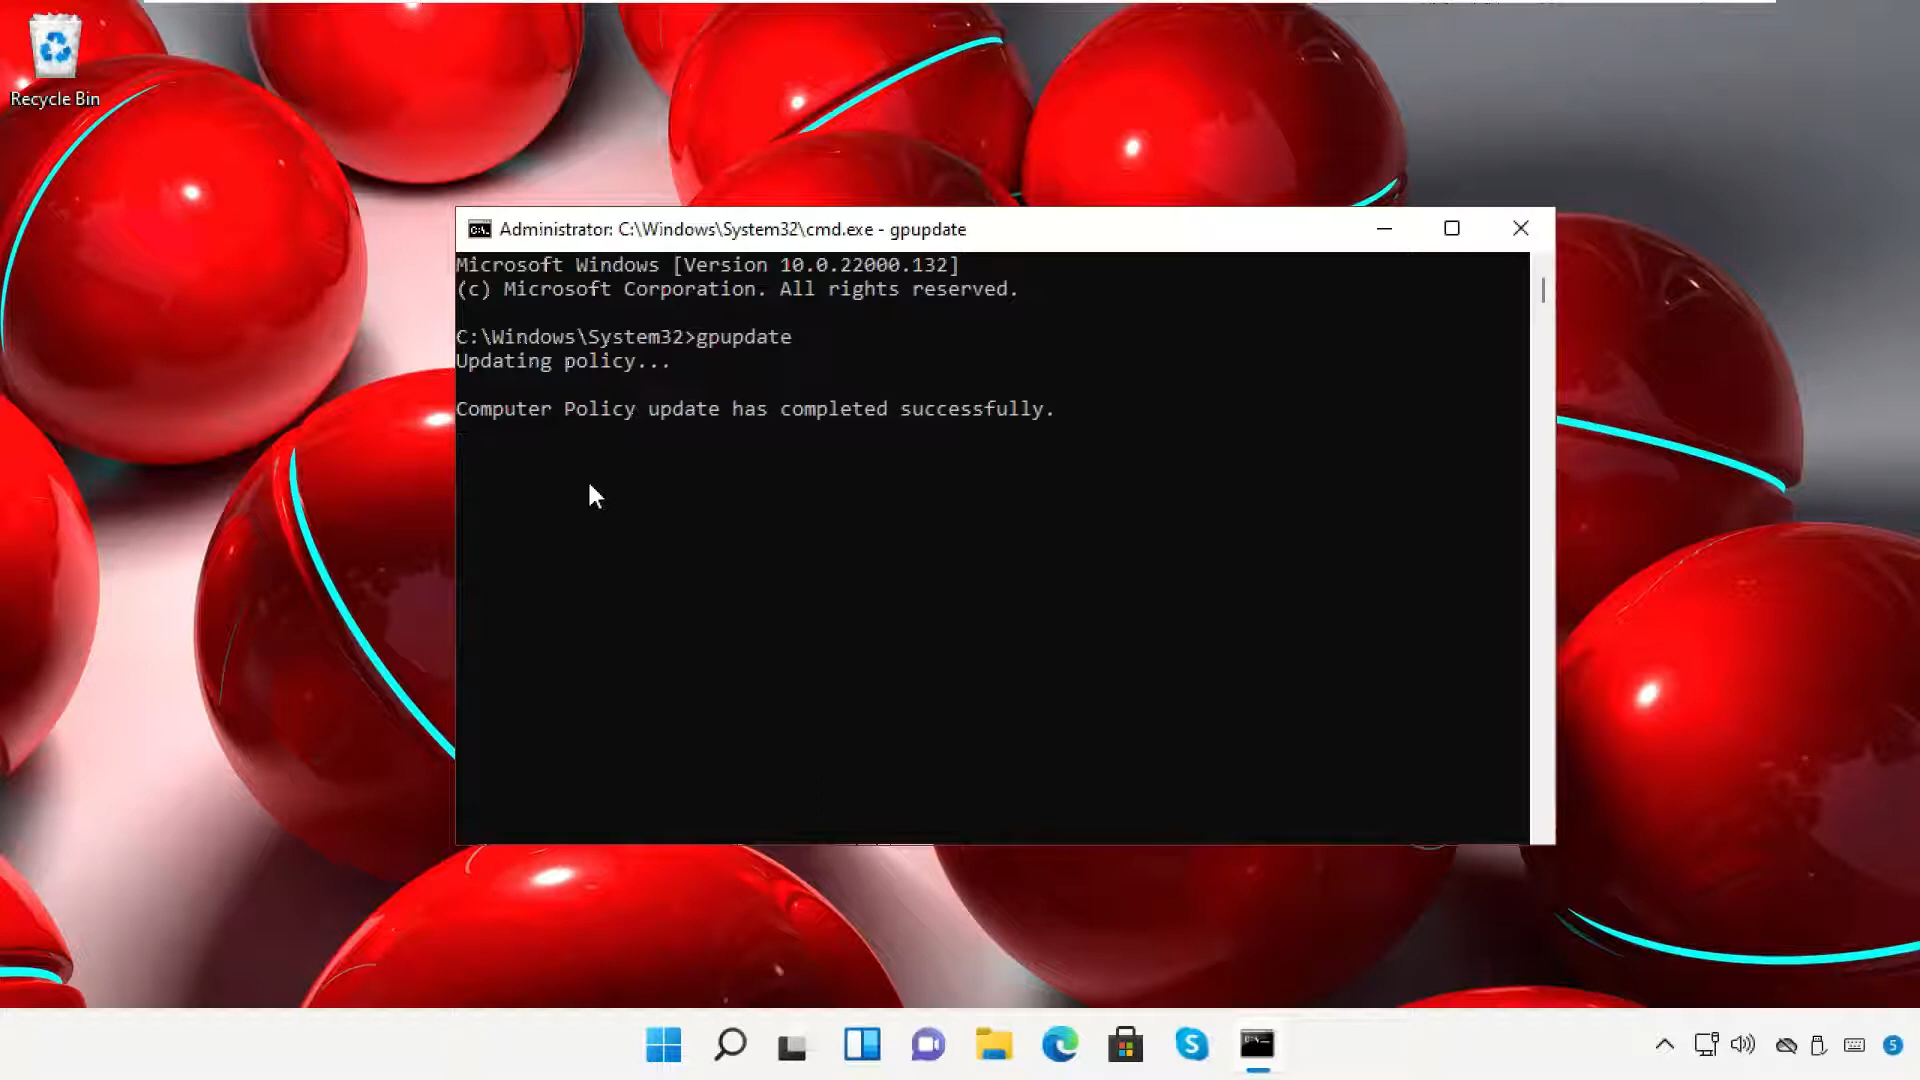 Recycle Bin
Administrator: C:\Windows\System32\cmd.exe - gpupdate
Microsoft Windows [Version 10.0.22000.132]
(c) Microsoft Corporation. All rights reserved.
C:\Windows\System32>gpupdate
Updating policy...
Computer Policy update has completed successfully.
5